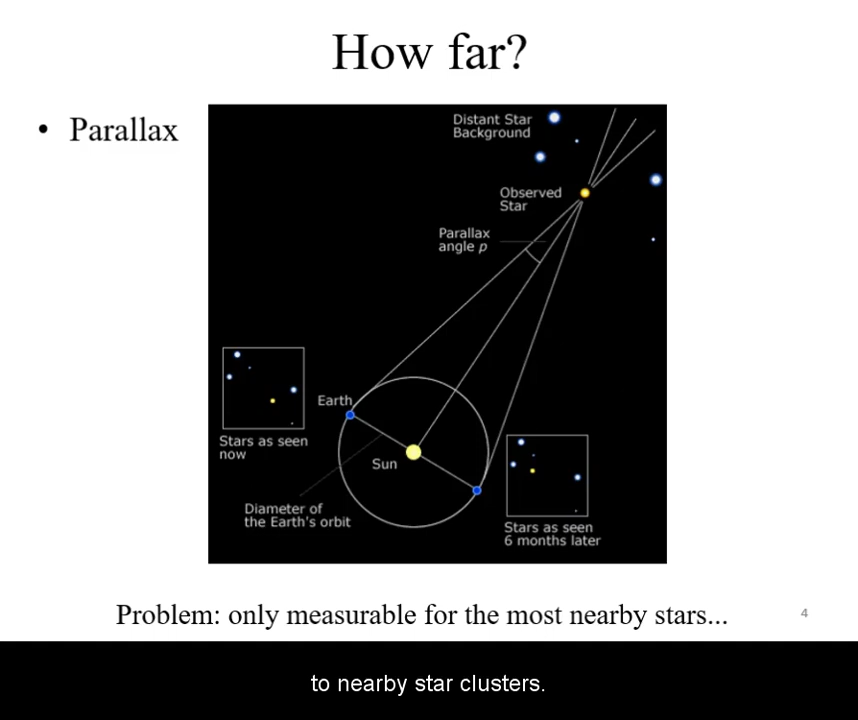 How far?
• Parallax
Distant Star
Background
Observed
Star
Parallax
angle p
Earth
Stars as seen
now
Sun
Diameter of
the Earth's orbit
Stars as seen
6 months later
Problem: only measurable for the most nearby stars...
4
to nearby star clusters.